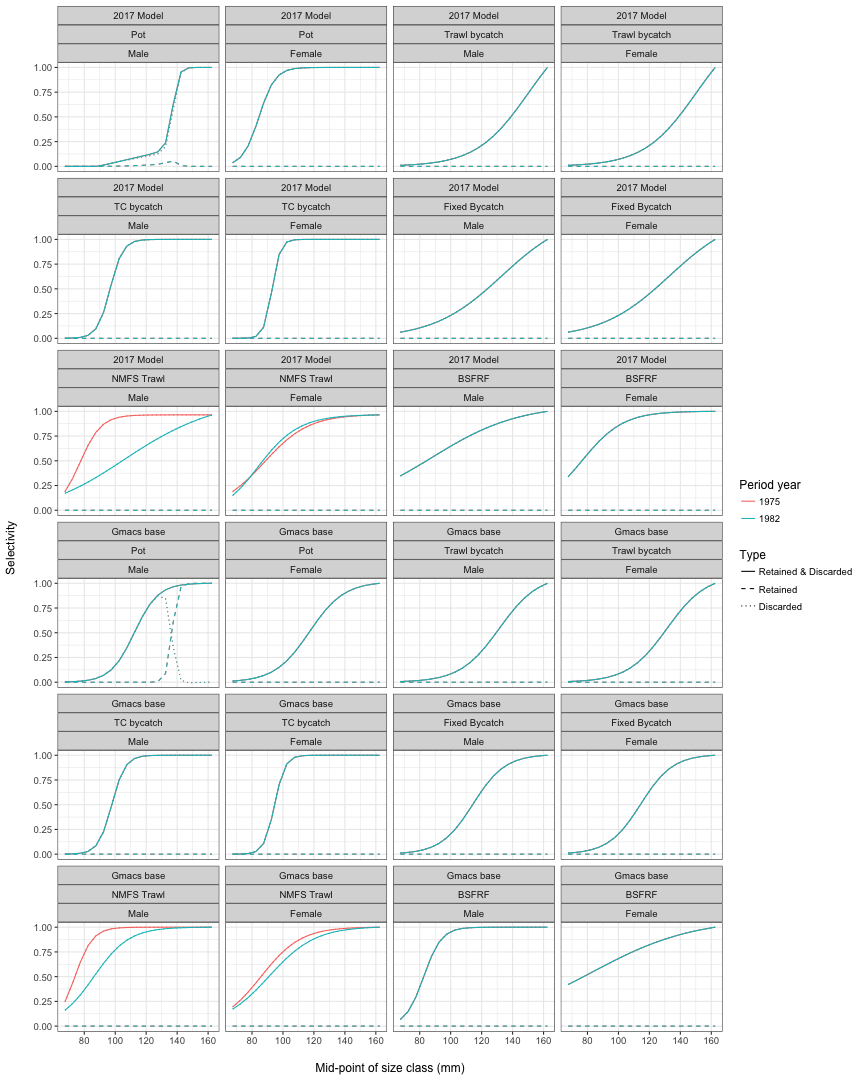 2017 Model 2017 Model 2017 Model 2017 Model
Pot Pot Trawl bycatch Trawl bycatch
Male Female Male Female
1.00
0.75
0.50
0.25
0.00
2017 Model 2017 Model 2017 Model 2017 Model
TC bycatch TC bycatch Fixed Bycatch Fixed Bycatch
Male Female Male Female
1.00
0.75
0.50
0.25
0.00
2017 Model 2017 Model 2017 Model 2017 Model
NMFS Trawl NMFS Trawl BSFRF BSFRF
Male Female Male Female
1.00
0.75
0.50
0.25
0.00
Selectivity
Period year
1975
1982
Type
Retained & Discarded
Retained
Discarded
Gmacs base Gmacs base Gmacs base Gmacs base
Pot Pot Trawl bycatch Trawl bycatch
Male Female Male Female
1.00
0.75
0.50
0.25
0.00
Gmacs base Gmacs base Gmacs base Gmacs base
TC bycatch TC bycatch Fixed Bycatch Fixed Bycatch
Male Female Male Female
1.00
0.75
0.50
0.25
0.00
Gmacs base Gmacs base Gmacs base Gmacs base
NMFS Trawl NMFS Trawl BSFRF BSFRF
Male Female Male Female
1.00
0.75
0.50
0.25
0.00
80 100 120 140 160 80 100 120 140 160 80 100 120 140 160 80 100 120 140 160
Mid-point of size class (mm)